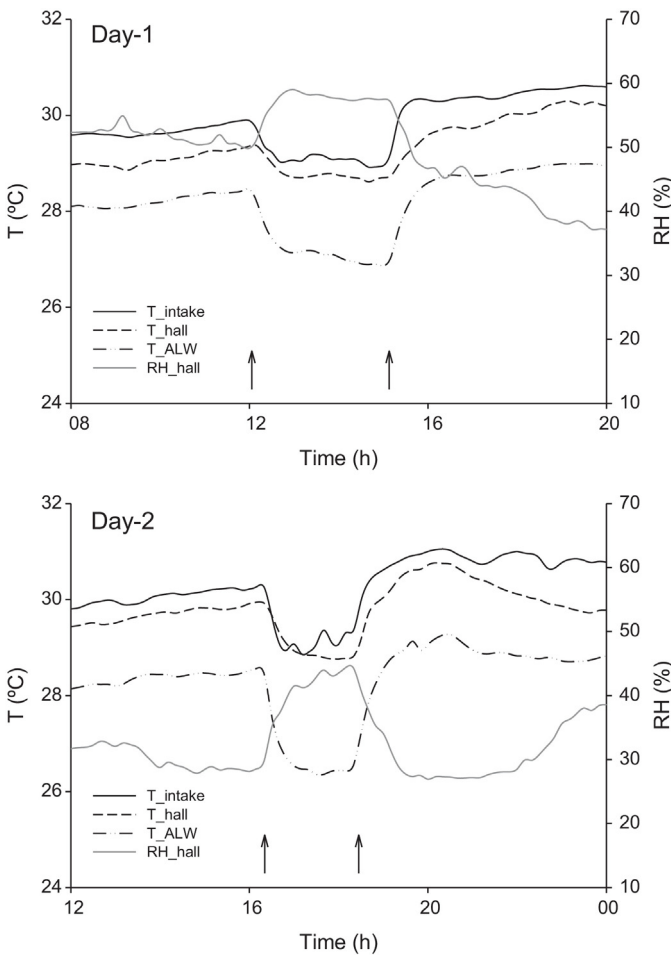 Day-1
32
30
28
26
24
T (ºC)
70
60
50
40
30
20
10
RH (%)
T_intake
T_hall
T_ALW
RH_hall
08
12
16
20
Time (h)
Day-2
32
30
28
26
24
T (ºC)
70
60
50
40
30
20
10
RH (%)
T_intake
T_hall
T_ALW
RH_hall
12
16
20
00
Time (h)